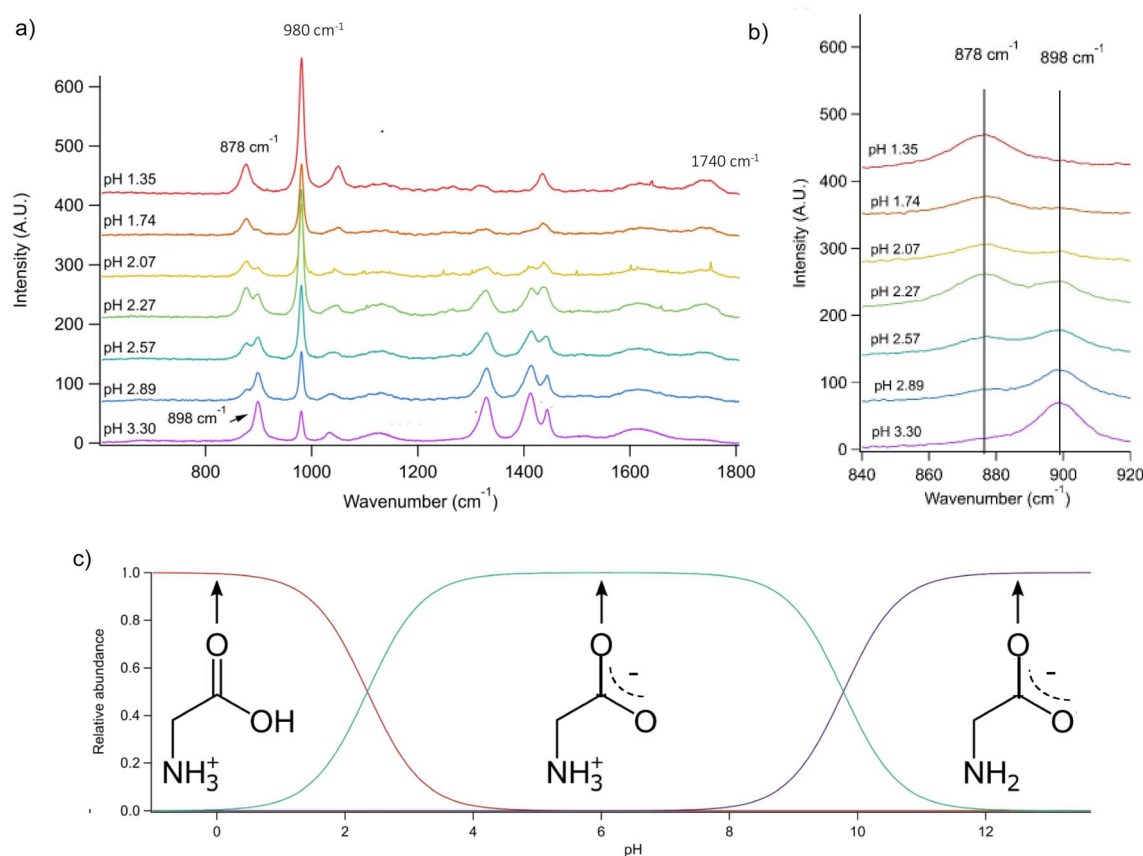 a)
980 cm-1
878 cm-1
1740 cm-1
600
500
400
300
200
100
0
Intensity (A.U.)
pH 1.35
pH 1.74
pH 2.07
pH 2.27
pH 2.57
pH 2.89
898 cm-1
pH 3.30
800 1000 1200 1400 1600 1800
Wavenumber (cm-1)
b)
878 cm-1 898 cm-1
600
500
400
300
200
100
0
Intensity (A.U.)
pH 1.35
pH 1.74
pH 2.07
pH 2.27
pH 2.57
pH 2.89
pH 3.30
840 860 880 900 920
Wavenumber (cm-1)
c)
1.0
0.8
0.6
0.4
0.2
0.0
Relative abundance
O
OH
NH3+
O
-
O
NH3+
O
-
O
NH2
0 2 4 6 8 10 12
pH